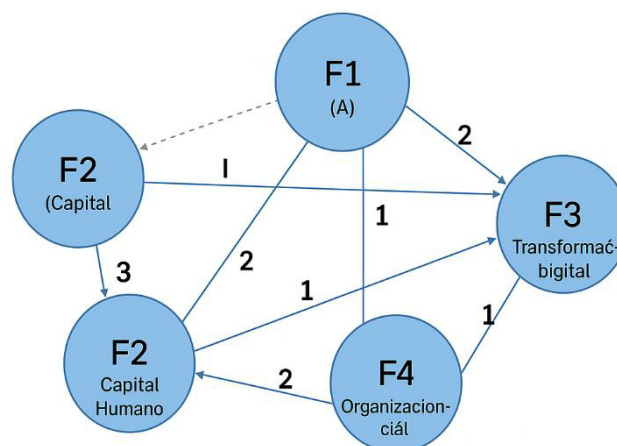 F1
(A)
2
F2
(Capital
I
F3
Transformać-
bigital
1
3
2
1
1
F2
Capital
Humano
2
F4
Organizacion-
ciál